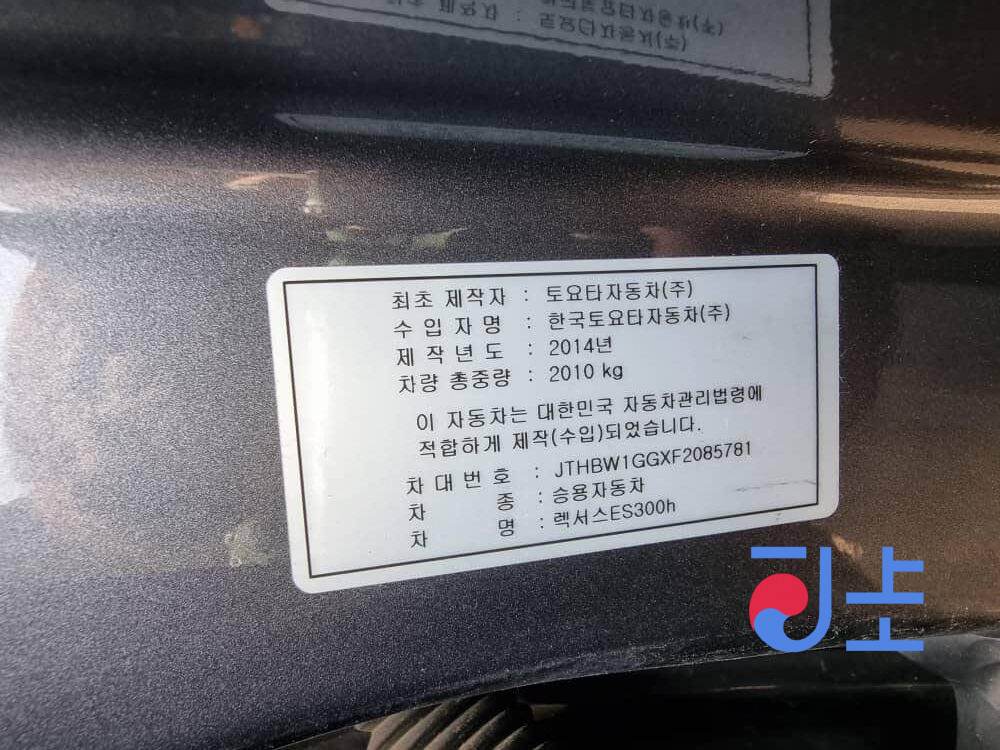 최초 제작자 : 토요타자동차(주)
수 입 자 명 : 한국토요타자동차(주)
제 작 년 도 : 2014년
차량 총중량 : 2010 kg
이 자동차는 대한민국 자동차관리법령에
적합하게 제작(수입)되었습니다.
차 대 번 호 : JTHBW1GGXF2085781
차 종 : 승용자동차
차 명 : 렉서스ES300h